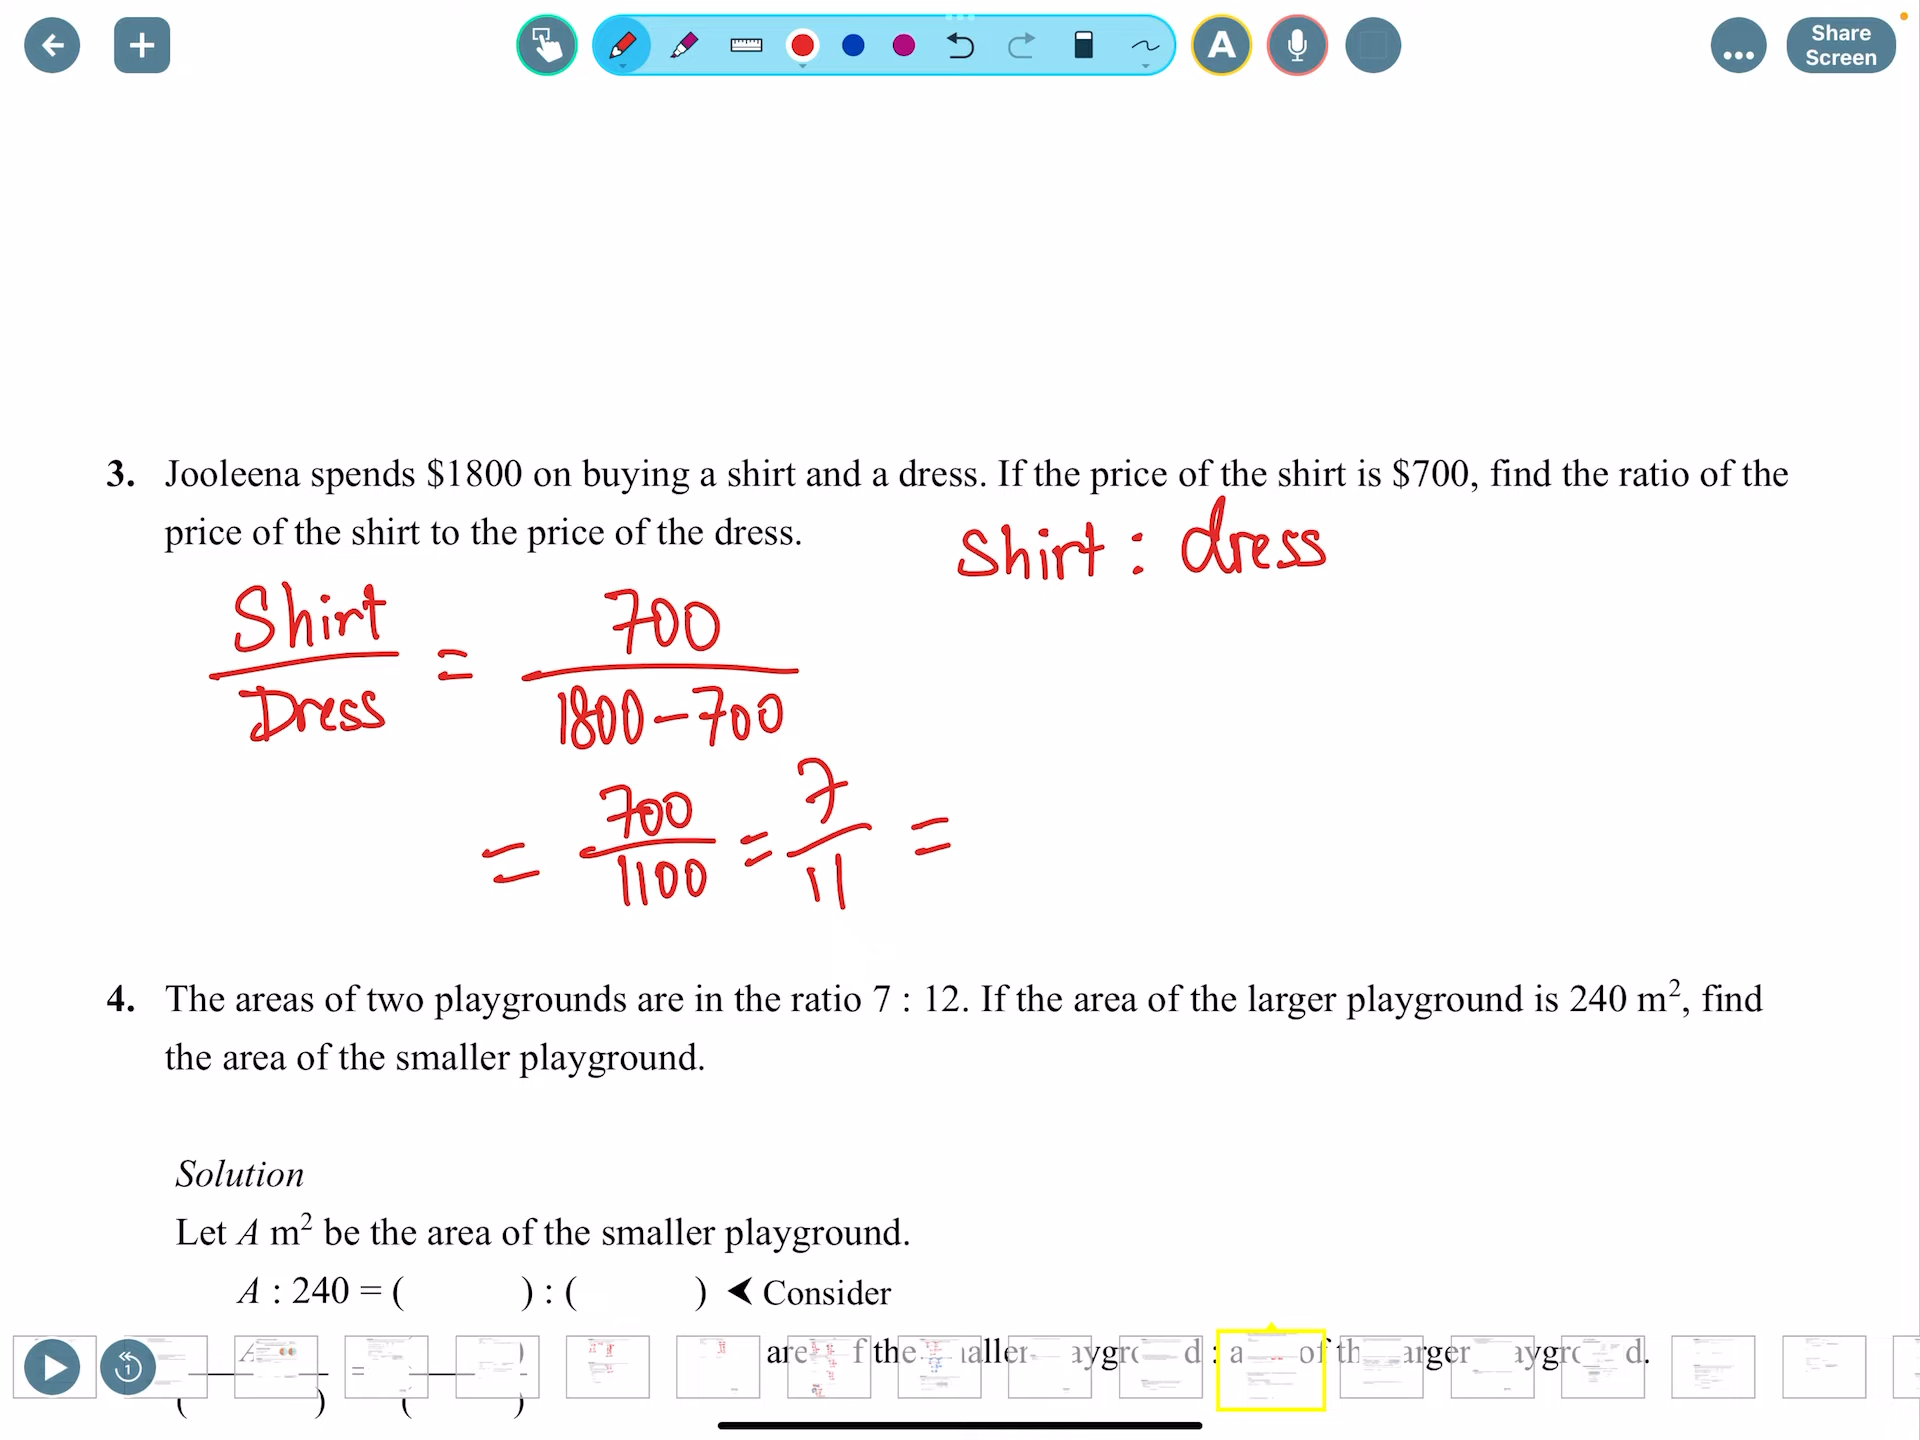 Share
Screen
A
3. Jooleena spends $1800 on buying a shirt and a dress. If the price of the shirt is $700, find the ratio of the
price of the shirt to the price of the dress.
Shirt : dress
Shirt/Dress = 700/(1800-700)
= 700/1100 = 7/11 =
4. The areas of two playgrounds are in the ratio 7 : 12. If the area of the larger playground is 240 m², find
the area of the smaller playground.
Solution
Let A m² be the area of the smaller playground.
A : 240 = ( ) : ( ) ⮜ Consider
1
( ) ( )